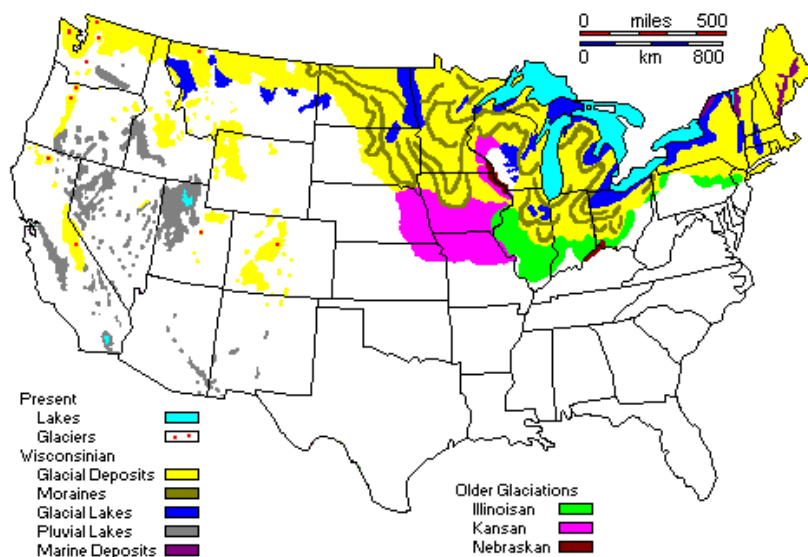 0 miles 500
0 km 800
Present
Lakes
Glaciers
Wisconsinian
Glacial Deposits
Moraines
Glacial Lakes
Pluvial Lakes
Marine Deposits
Older Glaciations
Illinoisan
Kansan
Nebraskan